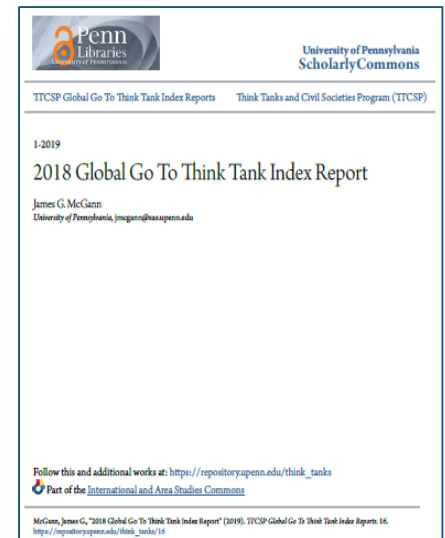 Penn
Libraries
UNIVERSITY OF PENNSYLVANIA
University of Pennsylvania
ScholarlyCommons
TTCSP Global Go To Think Tank Index Reports
Think Tanks and Civil Societies Program (TTCSP)
1-2019
2018 Global Go To Think Tank Index Report
James G. McGann
University of Pennsylvania, jmcgann@sas.upenn.edu
Follow this and additional works at: https://repository.upenn.edu/think_tanks
Part of the International and Area Studies Commons
McGann, James G., "2018 Global Go To Think Tank Index Report" (2019). TTCSP Global Go To Think Tank Index Reports. 16.
https://repository.upenn.edu/think_tanks/16